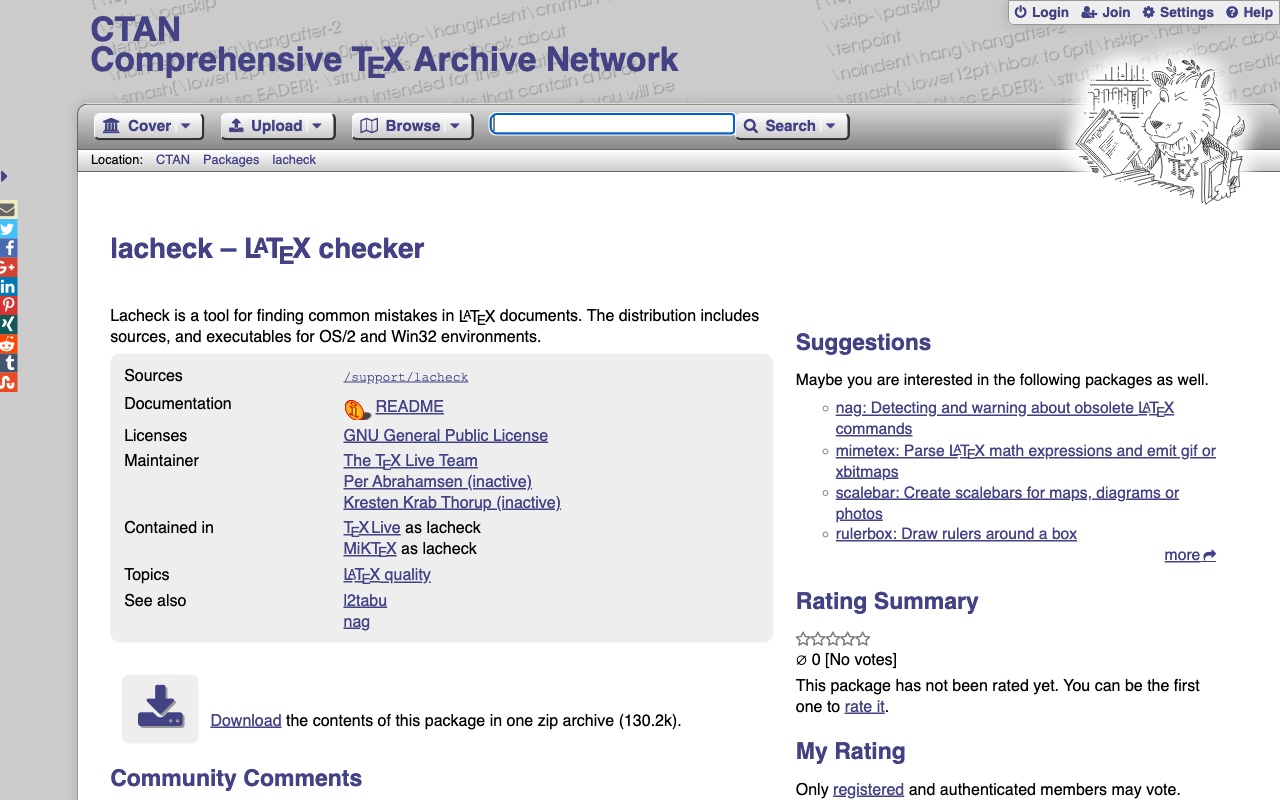 CTAN
Comprehensive TEX Archive Network
Login Join Settings Help
Cover Upload Browse Search
Location: CTAN Packages lacheck
lacheck – LATEX checker
Lacheck is a tool for finding common mistakes in LATEX documents. The distribution includes
sources, and executables for OS/2 and Win32 environments.
Sources /support/lacheck
Documentation README
Licenses GNU General Public License
Maintainer The TEX Live Team
Per Abrahamsen (inactive)
Kresten Krab Thorup (inactive)
Contained in TEX Live as lacheck
MiKTEX as lacheck
Topics LATEX quality
See also l2tabu
nag
Download the contents of this package in one zip archive (130.2k).
Community Comments
Suggestions
Maybe you are interested in the following packages as well.
nag: Detecting and warning about obsolete LATEX
commands
mimetex: Parse LATEX math expressions and emit gif or
xbitmaps
scalebar: Create scalebars for maps, diagrams or
photos
rulerbox: Draw rulers around a box
more
Rating Summary
∅ 0 [No votes]
This package has not been rated yet. You can be the first
one to rate it.
My Rating
Only registered and authenticated members may vote.